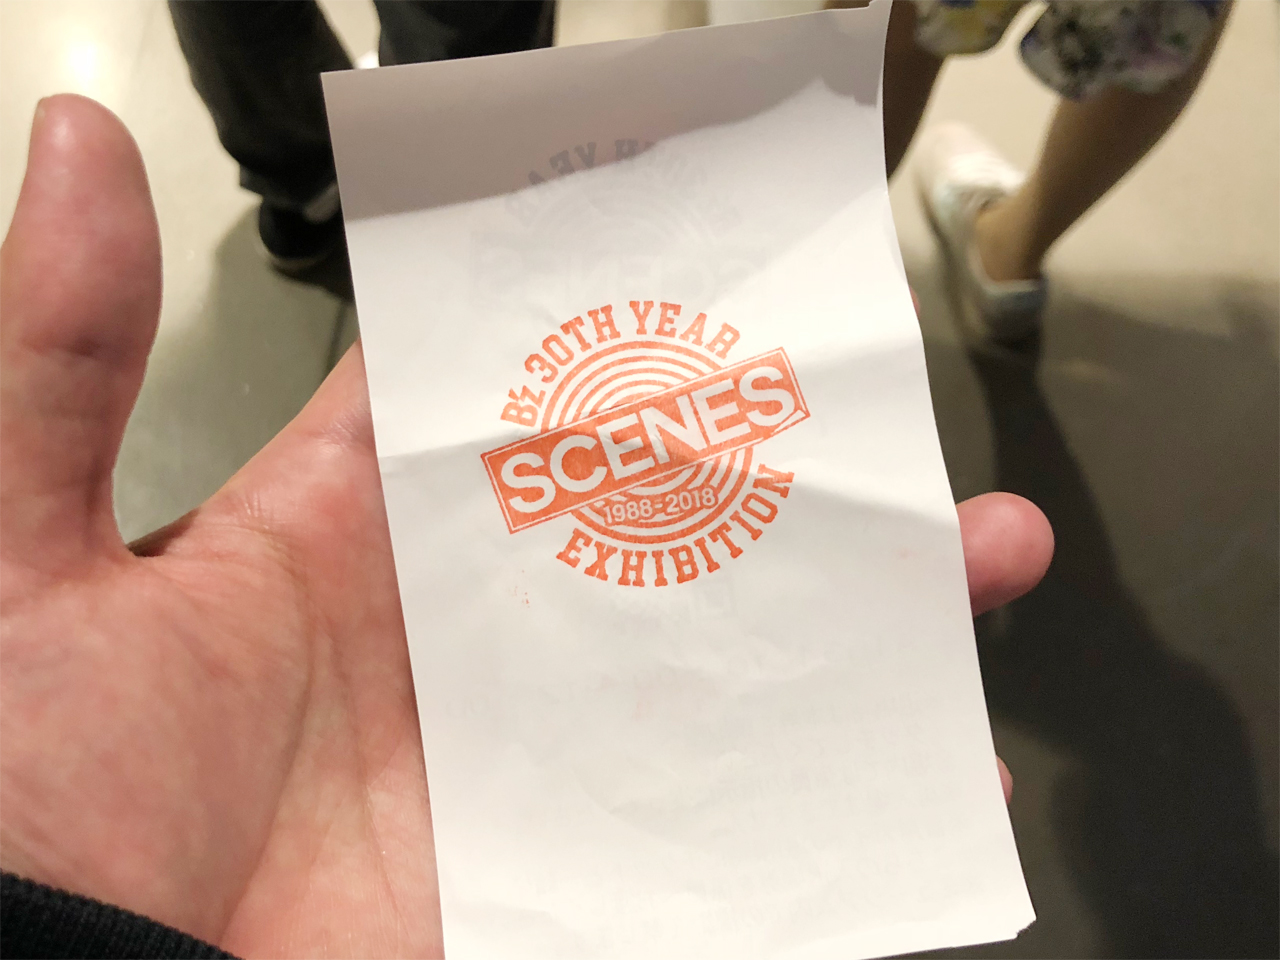 B'z 30TH YEAR
SCENES
1988-2018
EXHIBITION